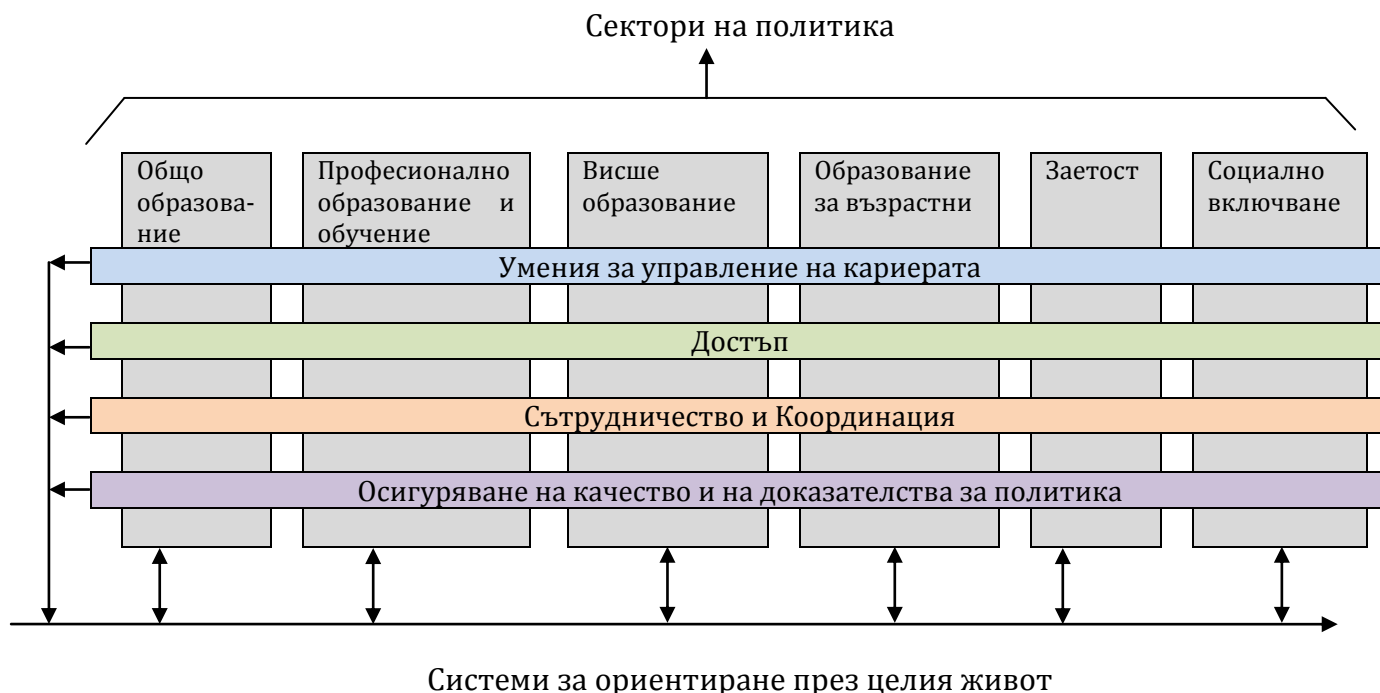 Сектори на политика
Общо
образова-
ние
Професионално
образование и
обучение
Висше
образование
Образование
за възрастни
Заетост
Социално
включване
Умения за управление на кариерата
Достъп
Сътрудничество и Координация
Осигуряване на качество и на доказателства за политика
Системи за ориентиране през целия живот